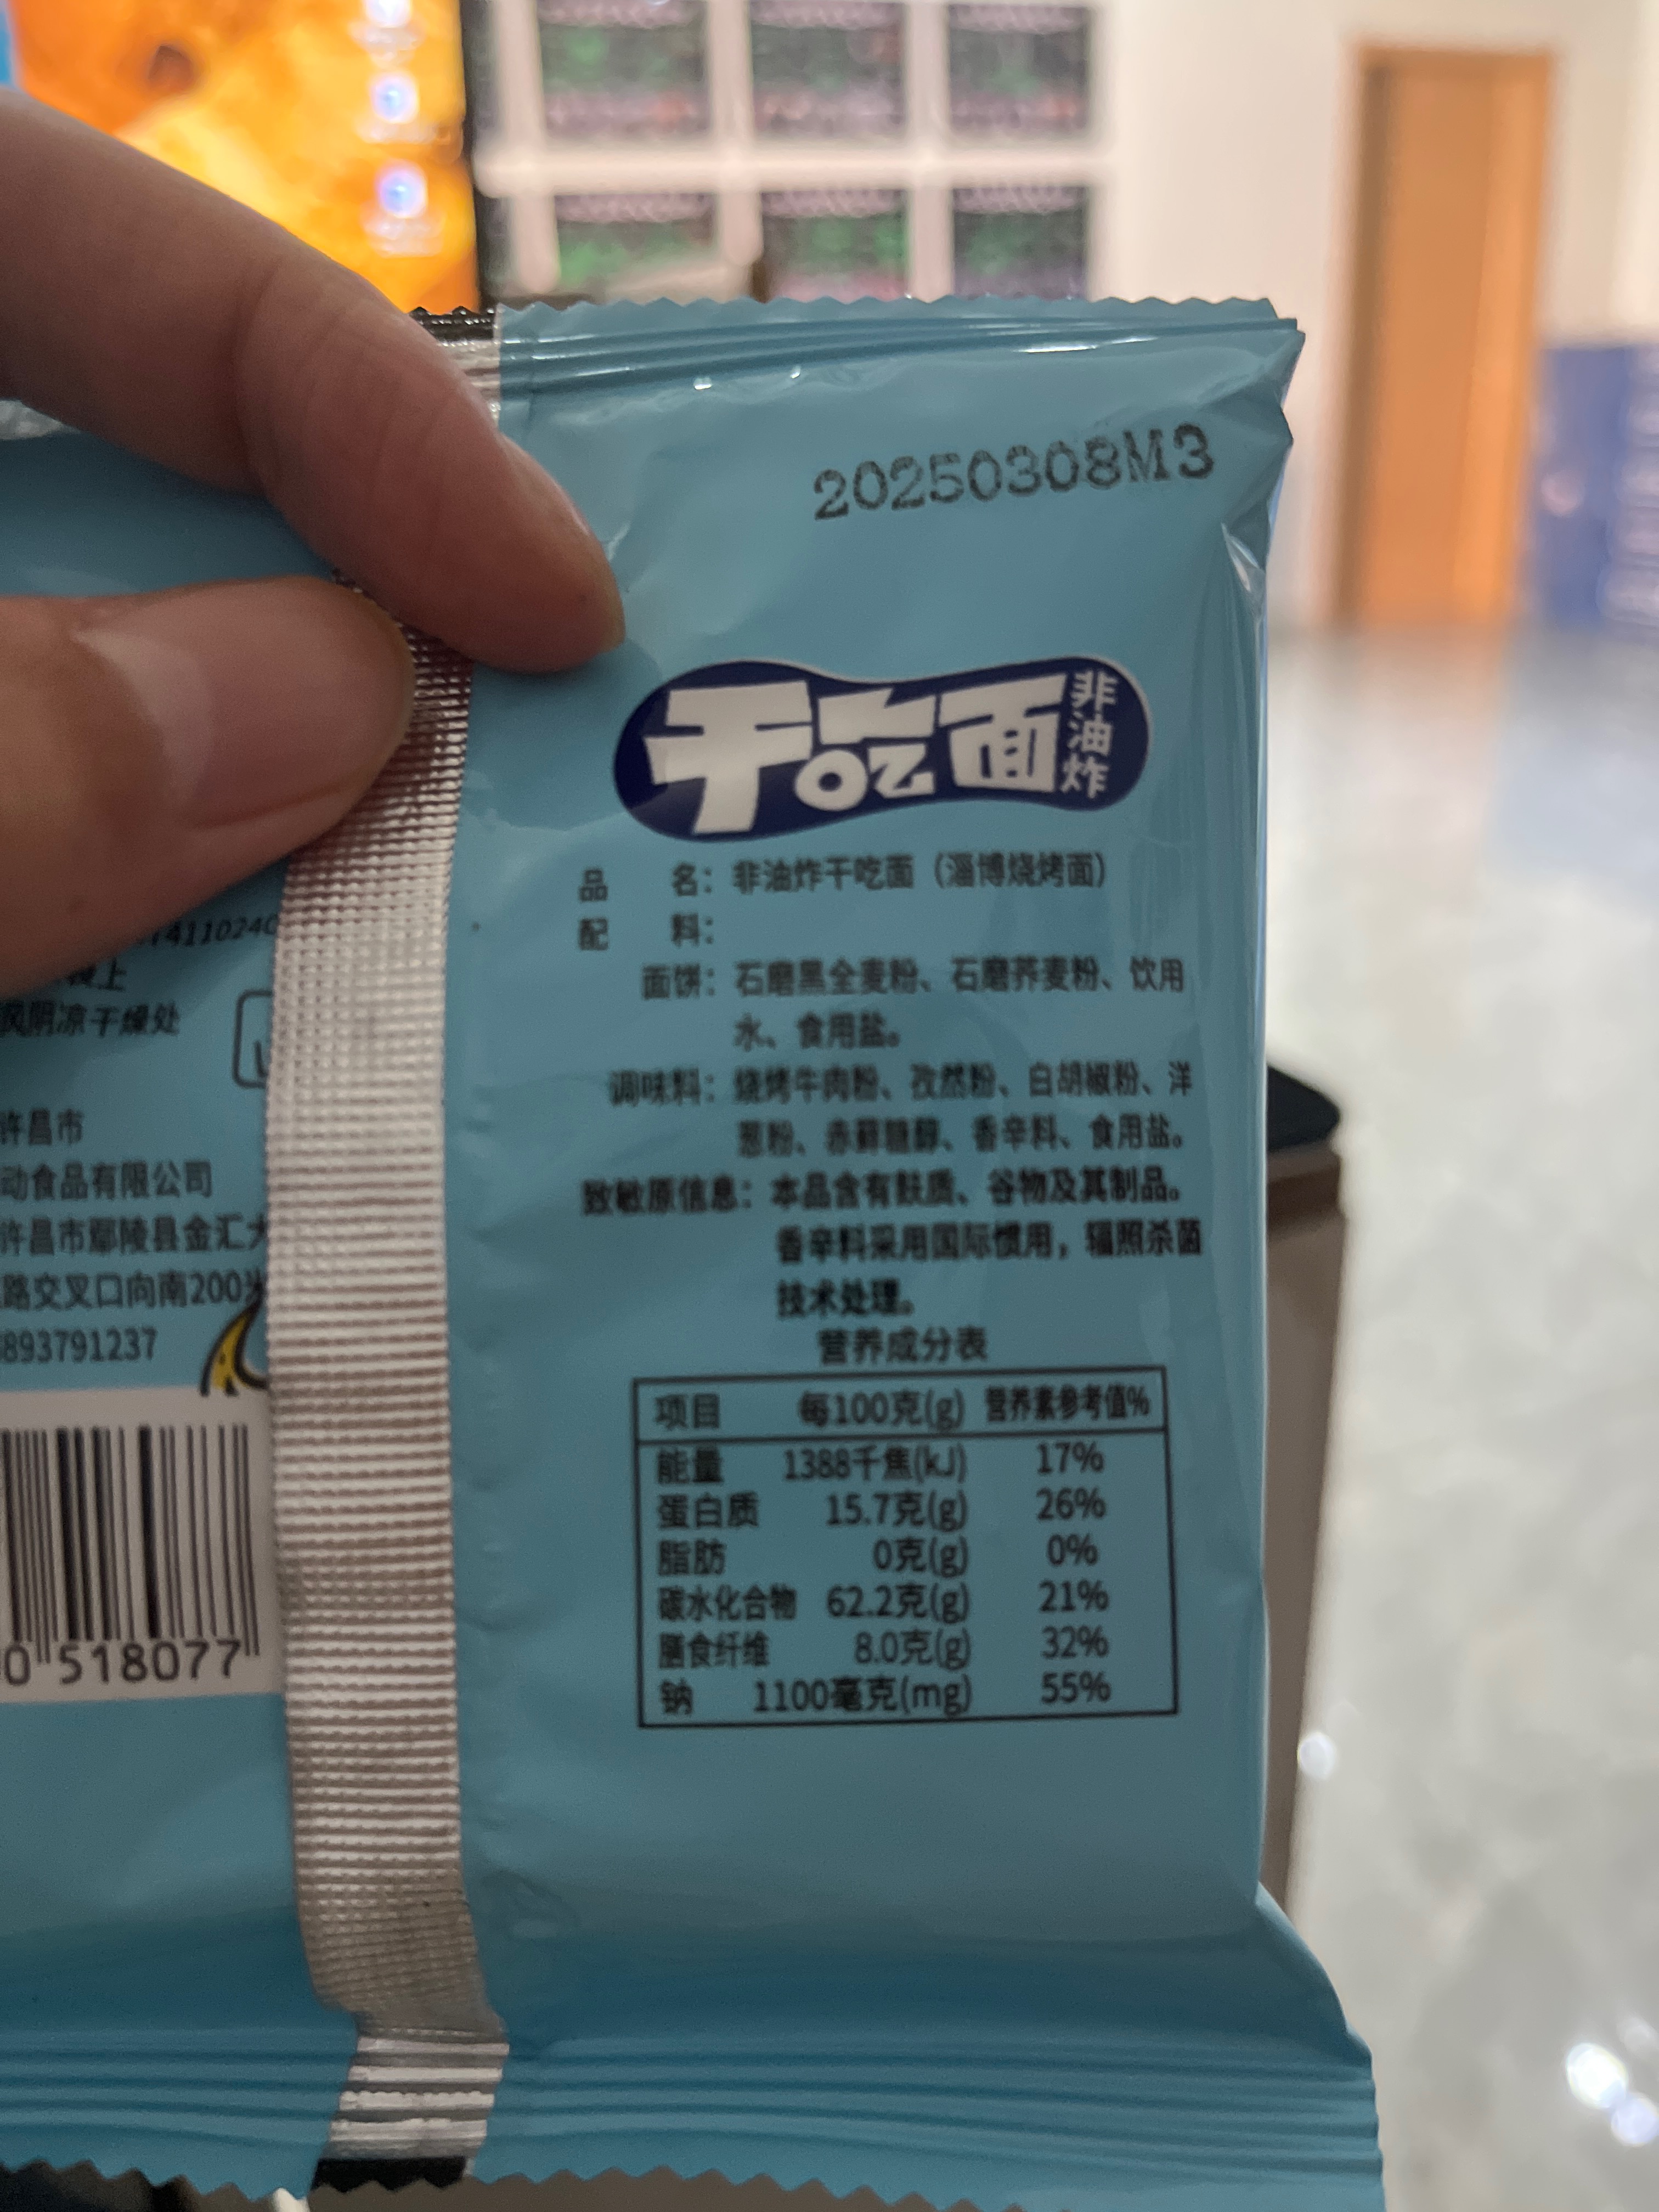 20250308M3
干吃面
非油炸
品 名：非油炸干吃面（淄博烧烤面）
配 料：
面饼：石磨黑全麦粉、石磨荞麦粉、饮用
水、食用盐。
调味料：烧烤牛肉粉、孜然粉、白胡椒粉、洋
葱粉、赤藓糖醇、香辛料、食用盐。
致敏原信息：本品含有麸质、谷物及其制品。
香辛料采用国际惯用，辐照杀菌
技术处理。
营养成分表
项目 每100克(g) 营养素参考值%
能量 1388千焦(kJ) 17%
蛋白质 15.7克(g) 26%
脂肪 0克(g) 0%
碳水化合物 62.2克(g) 21%
膳食纤维 8.0克(g) 32%
钠 1100毫克(mg) 55%
411024
上
风阴凉干燥处
许昌市
动食品有限公司
许昌市鄢陵县金汇大
路交叉口向南200米
893791237
0 518077